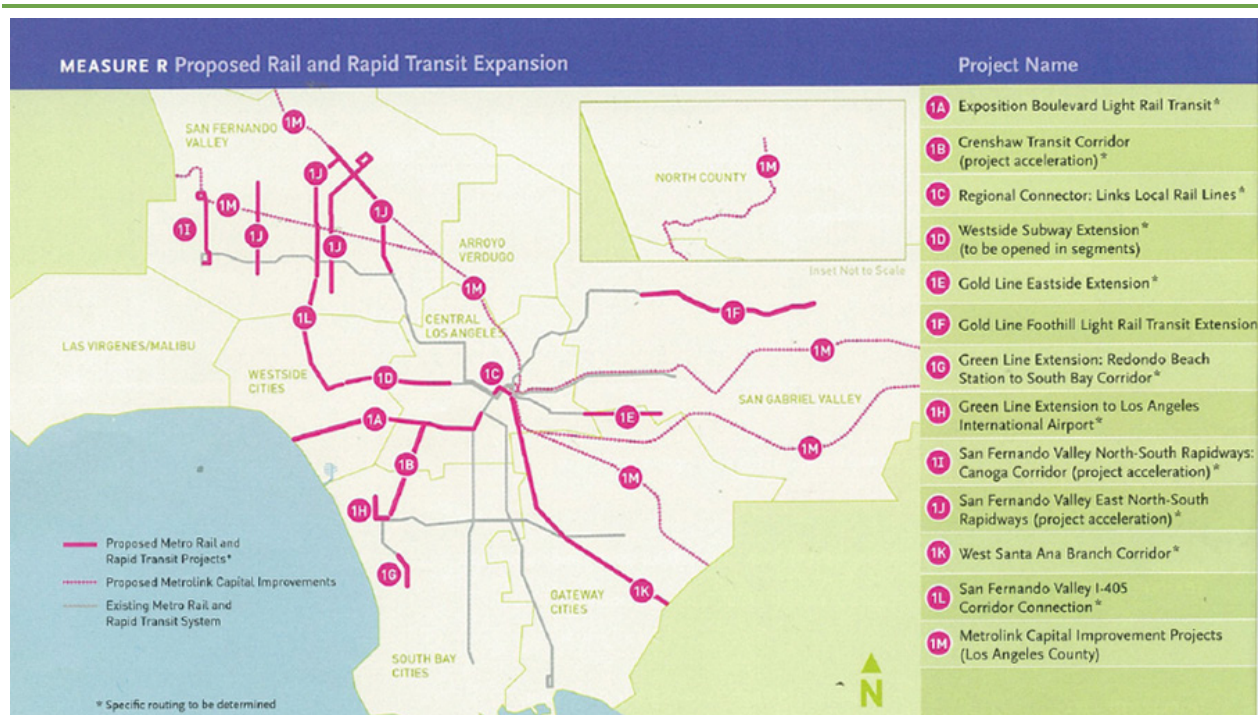 MEASURE R Proposed Rail and Rapid Transit Expansion
Project Name
SAN FERNANDO
VALLEY
1M
1J
1M
1I
1J
1J
1J
ARROYO
VERDUGO
1M
1L
CENTRAL
LOS ANGELES
LAS VIRGENES/MALIBU
WESTSIDE
CITIES
1D
1C
1A
1B
1H
1G
1F
1M
SAN GABRIEL VALLEY
1E
1M
1M
1K
GATEWAY
CITIES
SOUTH BAY
CITIES
NORTH COUNTY
1M
Inset Not to Scale
Proposed Metro Rail and
Rapid Transit Projects*
Proposed Metrolink Capital Improvements
Existing Metro Rail and
Rapid Transit System
* Specific routing to be determined
N
1A Exposition Boulevard Light Rail Transit*
1B Crenshaw Transit Corridor
(project acceleration)*
1C Regional Connector: Links Local Rail Lines*
1D Westside Subway Extension*
(to be opened in segments)
1E Gold Line Eastside Extension*
1F Gold Line Foothill Light Rail Transit Extension
1G Green Line Extension: Redondo Beach
Station to South Bay Corridor*
1H Green Line Extension to Los Angeles
International Airport*
1I San Fernando Valley North-South Rapidways:
Canoga Corridor (project acceleration)*
1J San Fernando Valley East North-South
Rapidways (project acceleration)*
1K West Santa Ana Branch Corridor*
1L San Fernando Valley I-405
Corridor Connection*
1M Metrolink Capital Improvement Projects
(Los Angeles County)